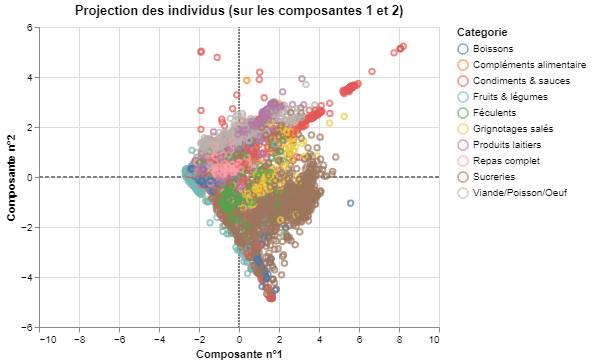 Projection des individus (sur les composantes 1 et 2)
Categorie
Boissons
Compléments alimentaire
Condiments & sauces
Fruits & légumes
Féculents
Grignotages salés
Produits laitiers
Repas complet
Sucreries
Viande/Poisson/Oeuf
Composante n°2
6
4
2
0
−2
−4
−6
−10 −8 −6 −4 −2 0 2 4 6 8 10
Composante n°1